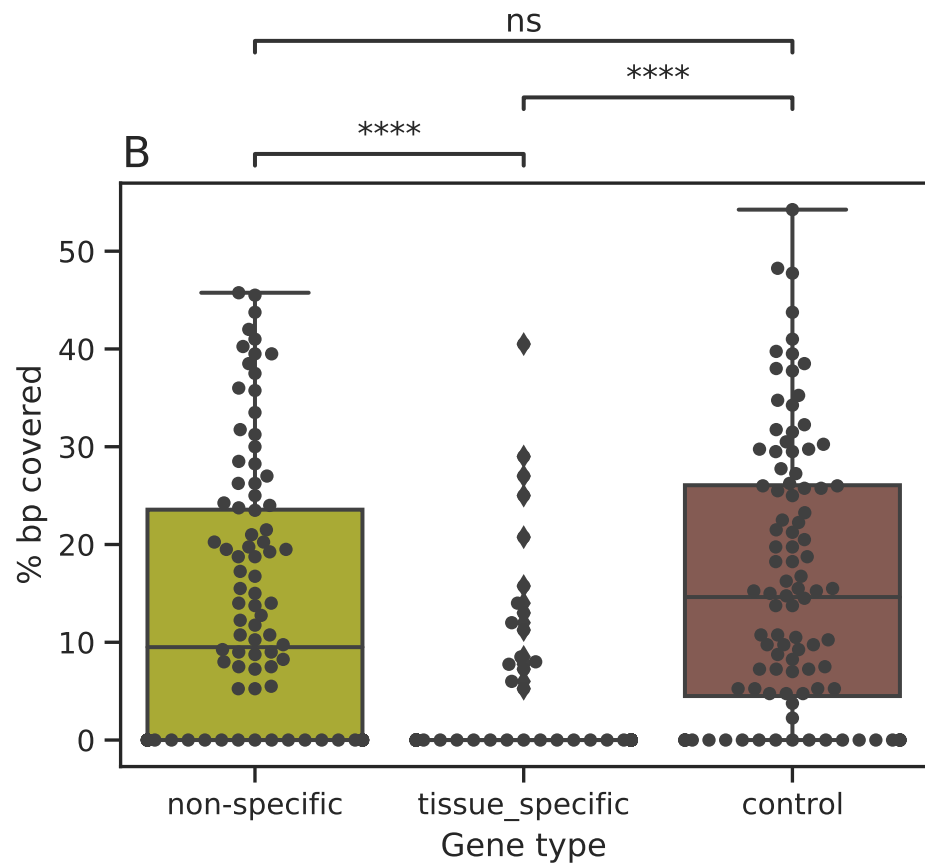 ns
****
****
B
50
40
30
20
10
0
% bp covered
non-specific
tissue_specific
control
Gene type